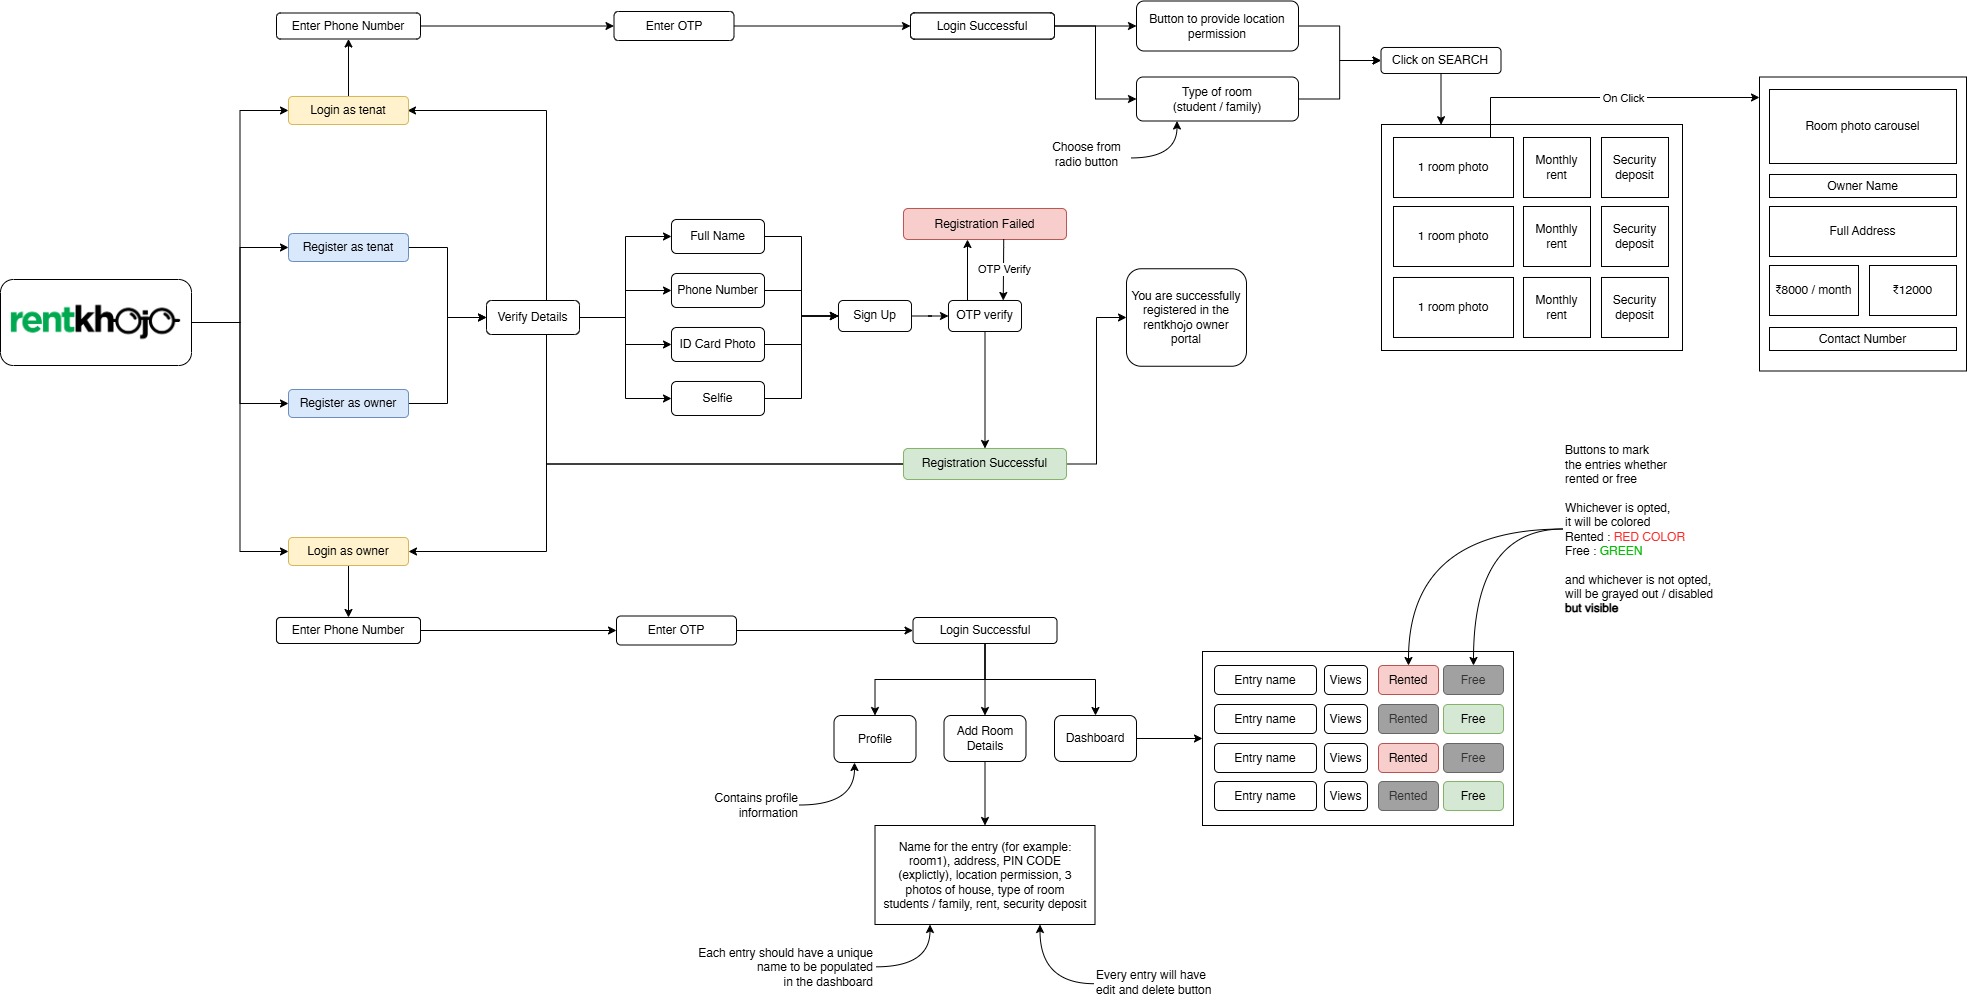 Enter Phone Number
Enter OTP
Login Successful
Button to provide location
permission
Click on SEARCH
Type of room
(student / family)
Choose from
radio button
Login as tenat
On Click
1 room photo
Monthly
rent
Security
deposit
1 room photo
Monthly
rent
Security
deposit
1 room photo
Monthly
rent
Security
deposit
Room photo carousel
Owner Name
Full Address
₹8000 / month
₹12000
Contact Number
Register as tenat
rentkhojo
Register as owner
Verify Details
Full Name
Phone Number
ID Card Photo
Selfie
Sign Up
Registration Failed
OTP Verify
OTP verify
You are successfully
registered in the
rentkhojo owner
portal
Registration Successful
Login as owner
Enter Phone Number
Enter OTP
Login Successful
Profile
Add Room
Details
Dashboard
Contains profile
information
Name for the entry (for example:
room1), address, PIN CODE
(explictly), location permission, 3
photos of house, type of room
students / family, rent, security deposit
Each entry should have a unique
name to be populated
in the dashboard
Every entry will have
edit and delete button
Buttons to mark
the entries whether
rented or free
Whichever is opted,
it will be colored
Rented : RED COLOR
Free : GREEN
and whichever is not opted,
will be grayed out / disabled
but visible
Entry name
Views
Rented
Free
Entry name
Views
Rented
Free
Entry name
Views
Rented
Free
Entry name
Views
Rented
Free